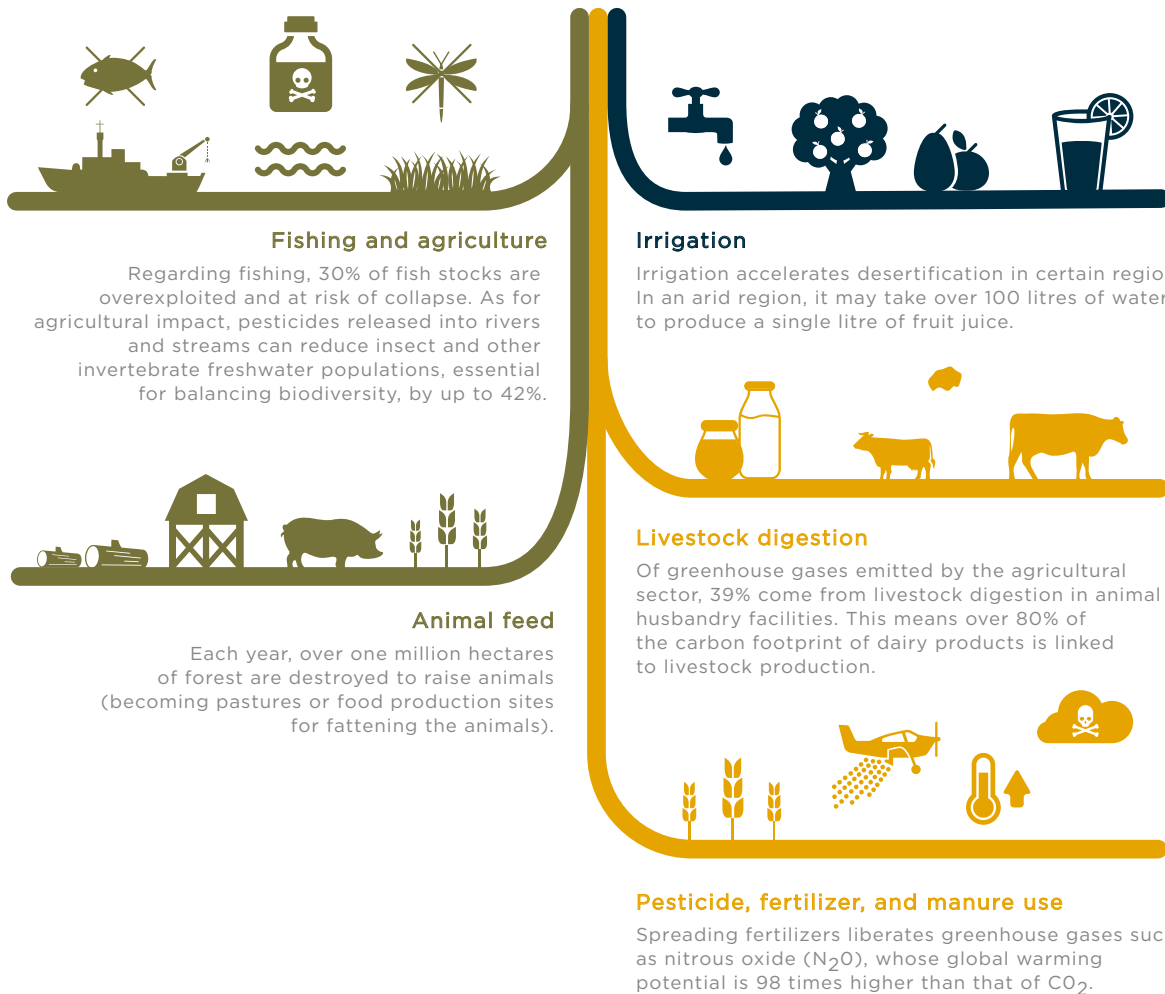 Fishing and agriculture
Regarding fishing, 30% of fish stocks are
overexploited and at risk of collapse. As for
agricultural impact, pesticides released into rivers
and streams can reduce insect and other
invertebrate freshwater populations, essential
for balancing biodiversity, by up to 42%.
Irrigation
Irrigation accelerates desertification in certain regio
In an arid region, it may take over 100 litres of water
to produce a single litre of fruit juice.
Animal feed
Each year, over one million hectares
of forest are destroyed to raise animals
(becoming pastures or food production sites
for fattening the animals).
Livestock digestion
Of greenhouse gases emitted by the agricultural
sector, 39% come from livestock digestion in animal
husbandry facilities. This means over 80% of
the carbon footprint of dairy products is linked
to livestock production.
Pesticide, fertilizer, and manure use
Spreading fertilizers liberates greenhouse gases suc
as nitrous oxide (N₂0), whose global warming
potential is 98 times higher than that of C0₂.